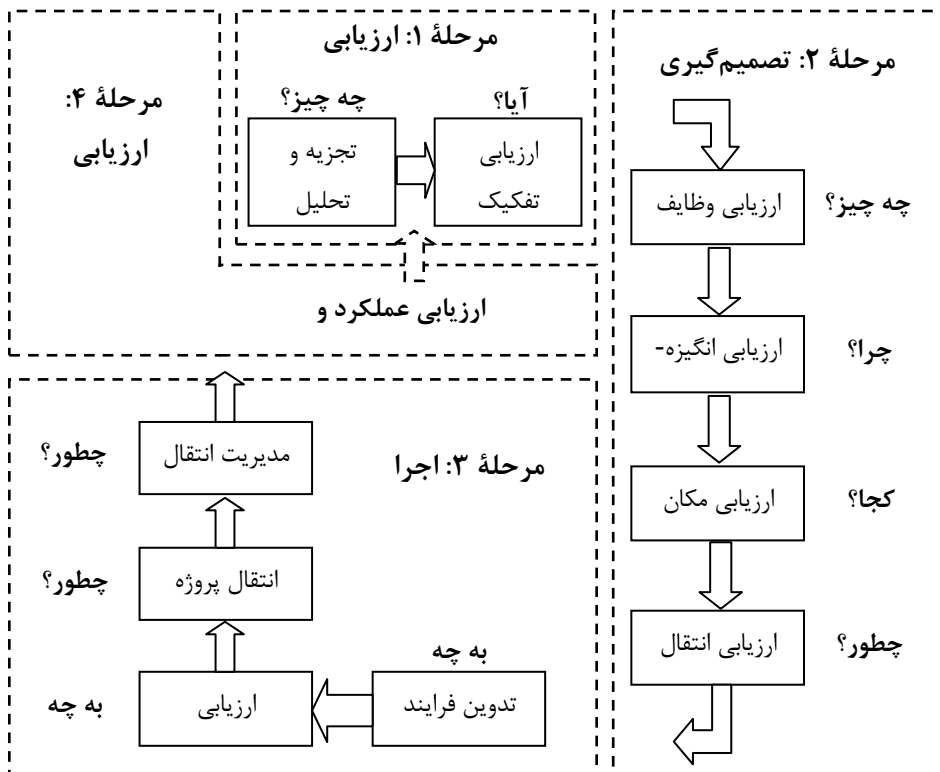 مرحلهٔ ۱: ارزیابی
چه چیز؟
آیا؟
تجزیه و
تحلیل
ارزیابی
تفکیک
مرحلهٔ ۲: تصمیم‌گیری
ارزیابی وظایف
چه چیز؟
ارزیابی انگیزه-
چرا؟
ارزیابی مکان
کجا؟
ارزیابی انتقال
چطور؟
مرحلهٔ ۳: اجرا
به چه
تدوین فرایند
ارزیابی
به چه
انتقال پروژه
چطور؟
مدیریت انتقال
چطور؟
مرحلهٔ ۴:
ارزیابی
ارزیابی عملکرد و